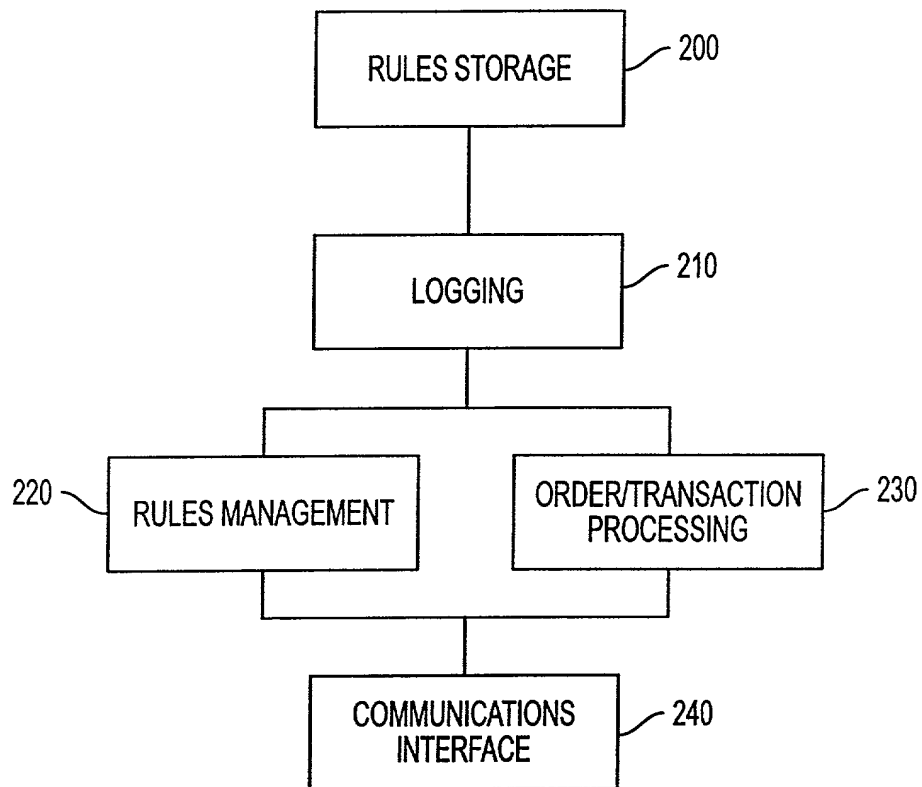 RULES STORAGE
200
LOGGING
210
220
RULES MANAGEMENT
ORDER/TRANSACTION
PROCESSING
230
COMMUNICATIONS
INTERFACE
240